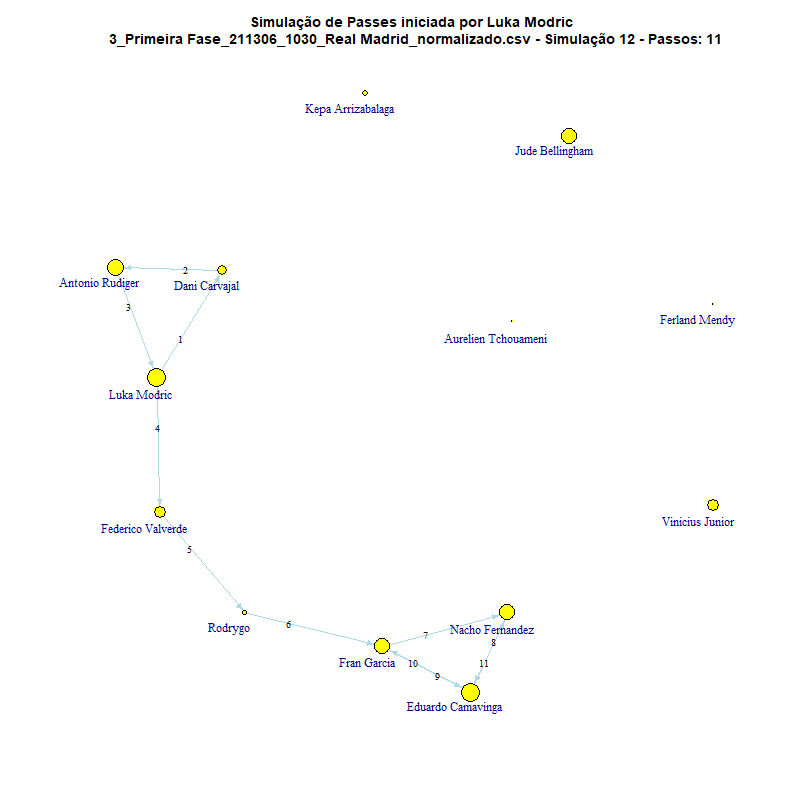 Simulação de Passes iniciada por Luka Modric
3_Primeira Fase_211306_1030_Real Madrid_normalizado.csv - Simulação 12 - Passos: 11
Kepa Arrizabalaga
Jude Bellingham
2
Antonio Rudiger
Dani Carvajal
3
Ferland Mendy
1
Aurelien Tchouameni
Luka Modric
4
Vinicius Junior
Federico Valverde
5
6
Rodrygo
Nacho Fernandez
7
8
Fran Garcia
10
11
9
Eduardo Camavinga